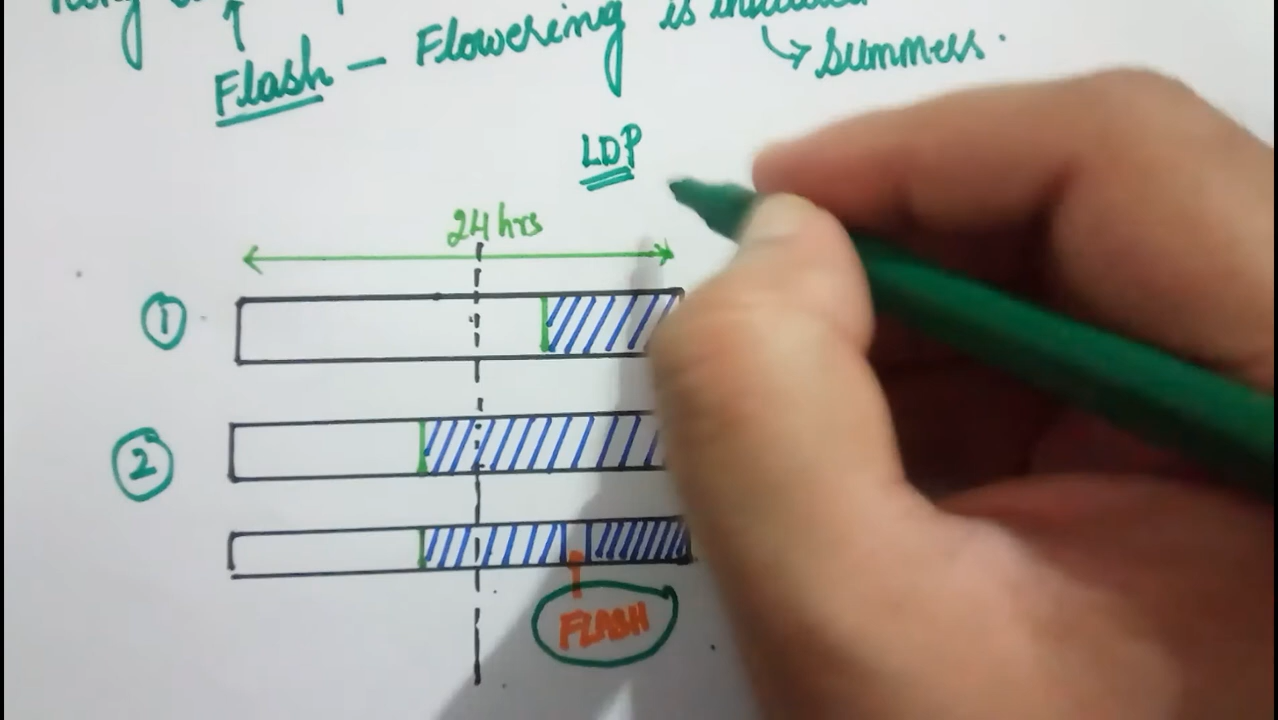 Flash – Flowering is
→ Summers.
LDP
24 hrs
1
2
FLASH